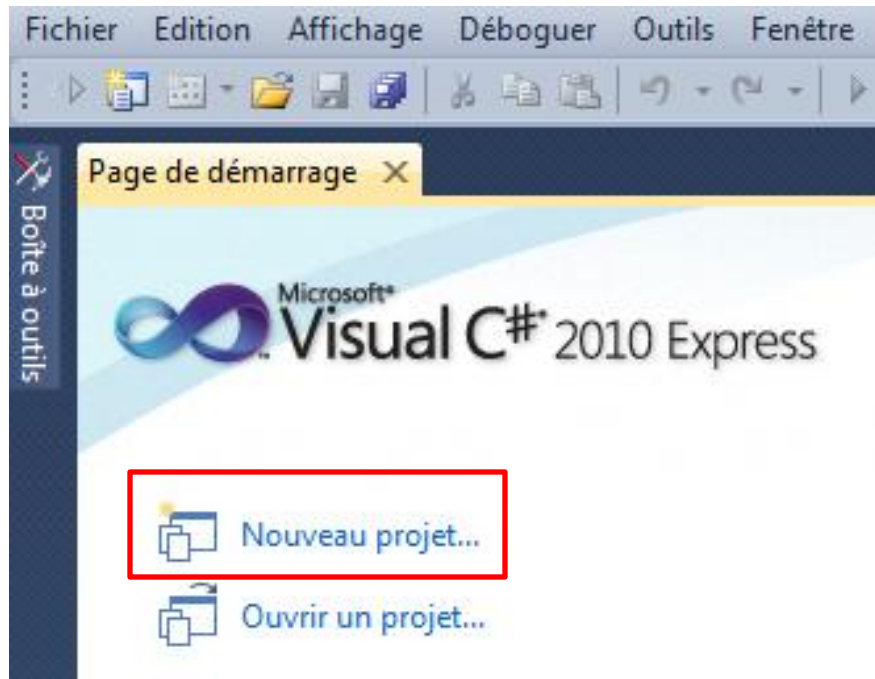 Fichier Edition Affichage Déboguer Outils Fenêtre
Page de démarrage
Boîte à outils
Microsoft®
Visual C# 2010 Express
Nouveau projet...
Ouvrir un projet...